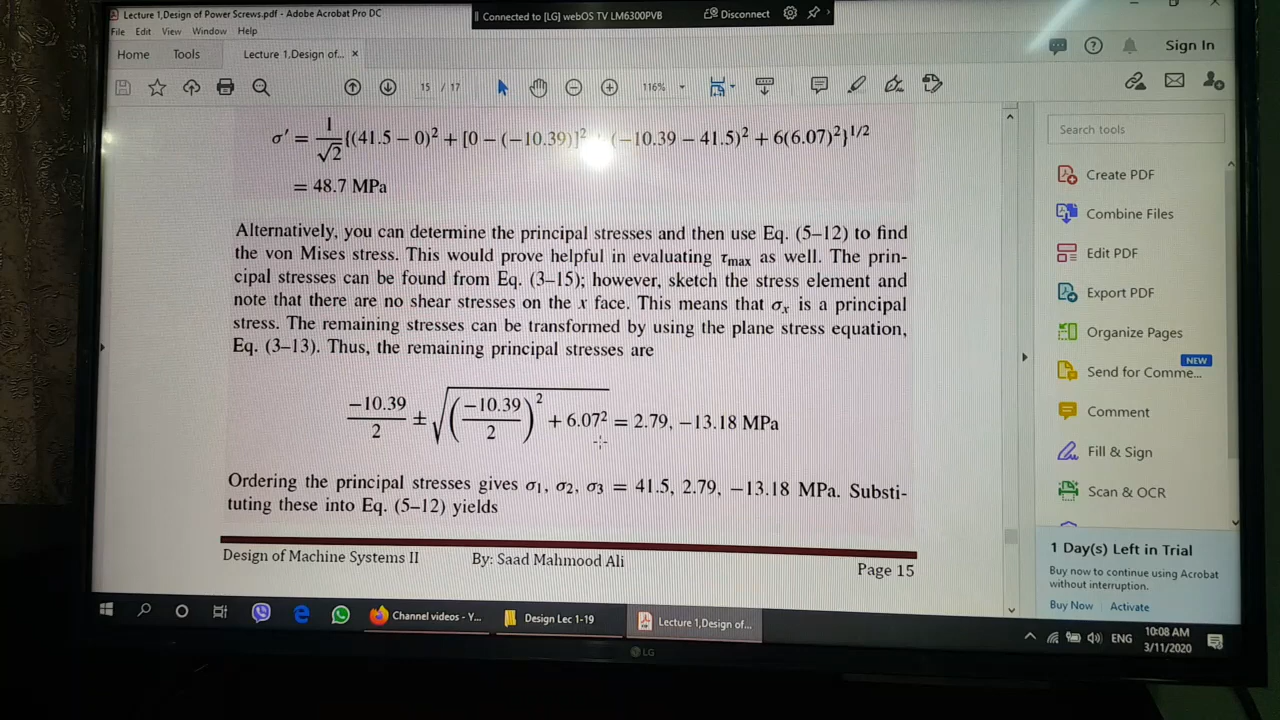 Lecture 1,Design of Power Screws.pdf - Adobe Acrobat Pro DC
Connected to [LG] webOS TV LM6300PVB Disconnect
File Edit View Window Help
Home Tools Lecture 1,Design of... × Sign In
15 / 17 116%
σ′ = 1/√2 {(41.5 − 0)² + [0 − (−10.39)]² + (−10.39 − 41.5)² + 6(6.07)²}^1/2
= 48.7 MPa
Alternatively, you can determine the principal stresses and then use Eq. (5–12) to find
the von Mises stress. This would prove helpful in evaluating τmax as well. The prin-
cipal stresses can be found from Eq. (3–15); however, sketch the stress element and
note that there are no shear stresses on the x face. This means that σx is a principal
stress. The remaining stresses can be transformed by using the plane stress equation,
Eq. (3–13). Thus, the remaining principal stresses are
−10.39/2 ± √((−10.39/2)² + 6.07²) = 2.79, −13.18 MPa
Ordering the principal stresses gives σ1, σ2, σ3 = 41.5, 2.79, −13.18 MPa. Substi-
tuting these into Eq. (5–12) yields
Design of Machine Systems II By: Saad Mahmood Ali Page 15
Search tools
Create PDF
Combine Files
Edit PDF
Export PDF
Organize Pages
NEW
Send for Comme...
Comment
Fill & Sign
Scan & OCR
1 Day(s) Left in Trial
Buy now to continue using Acrobat
without interruption.
Buy Now Activate
Channel videos - Y... Design Lec 1-19 Lecture 1,Design of...
ENG 10:08 AM
3/11/2020
LG